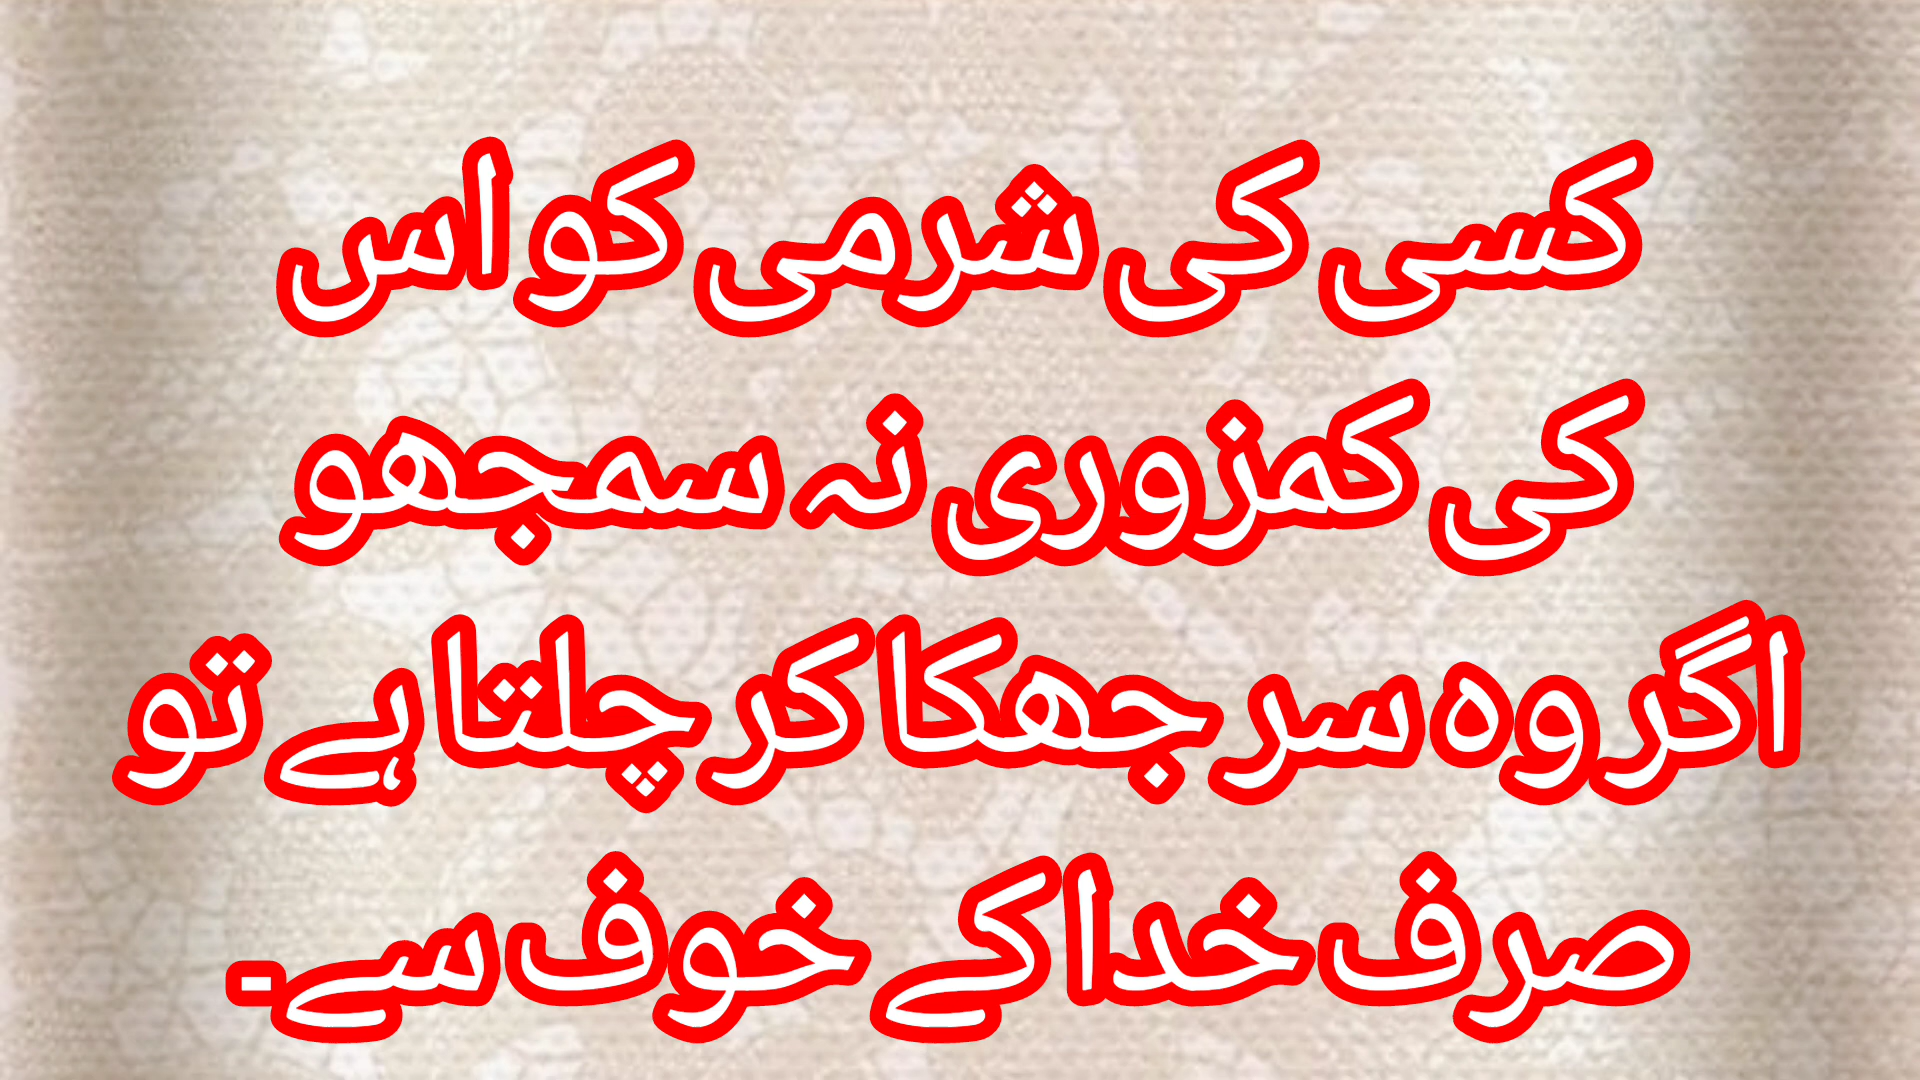 کسی کی شرمی کو اس
کی کمزوری نہ سمجھو
اگر وہ سر جھکا کر چلتا ہے تو
صرف خدا کے خوف سے۔